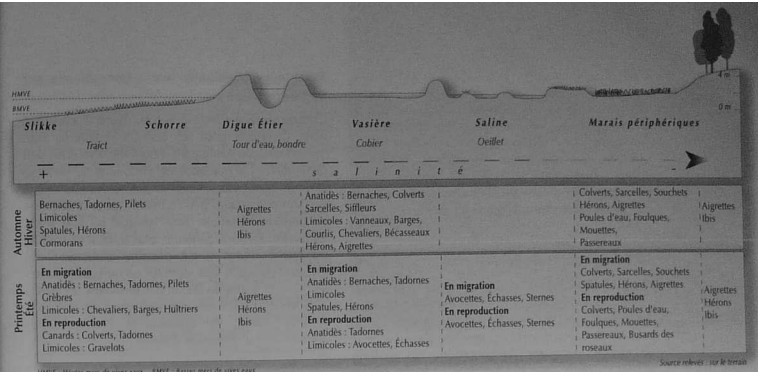 4 m
HMVE
BMVE
0 m
Slikke Schorre Digue Étier Vasière Saline Marais périphériques
Traict Tour d'eau, bondre Cobier Oeillet
+ salinité -
Automne
Hiver
Bernaches, Tadornes, Pilets
Limicoles
Spatules, Hérons
Cormorans
Aigrettes
Hérons
Ibis
Anatidés : Bernaches, Colverts
Sarcelles, Siffleurs
Limicoles : Vanneaux, Barges,
Courlis, Chevaliers, Bécasseaux
Hérons, Aigrettes
Colverts, Sarcelles, Souchets
Hérons, Aigrettes
Poules d'eau, Foulques,
Mouettes,
Passereaux
Aigrettes
Ibis
Printemps
Été
En migration
Anatidés : Bernaches, Tadornes, Pilets
Grèbres
Limicoles : Chevaliers, Barges, Huîtriers
En reproduction
Canards : Colverts, Tadornes
Limicoles : Gravelots
Aigrettes
Hérons
Ibis
En migration
Anatidés : Bernaches, Tadornes
Limicoles
Spatules, Hérons
En reproduction
Anatidés : Tadornes
Limicoles : Avocettes, Échasses
En migration
Avocettes, Échasses, Sternes
En reproduction
Avocettes, Échasses, Sternes
En migration
Colverts, Sarcelles, Souchets
Spatules, Hérons, Aigrettes
En reproduction
Colverts, Poules d'eau,
Foulques, Mouettes,
Passereaux, Busards des
roseaux
Aigrettes
Hérons
Ibis
Source relevés : sur le terrain